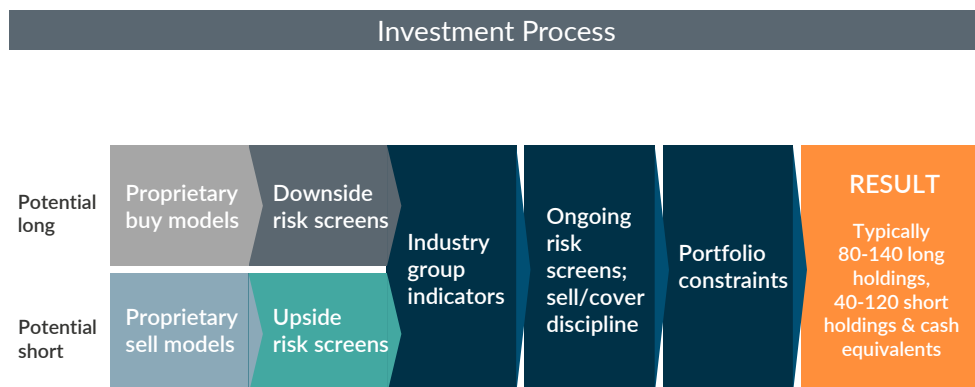 Investment Process
Potential
long
Proprietary
buy models
Downside
risk screens
Potential
short
Proprietary
sell models
Upside
risk screens
Industry
group
indicators
Ongoing
risk
screens;
sell/cover
discipline
Portfolio
constraints
RESULT
Typically
80-140 long
holdings,
40-120 short
holdings & cash
equivalents